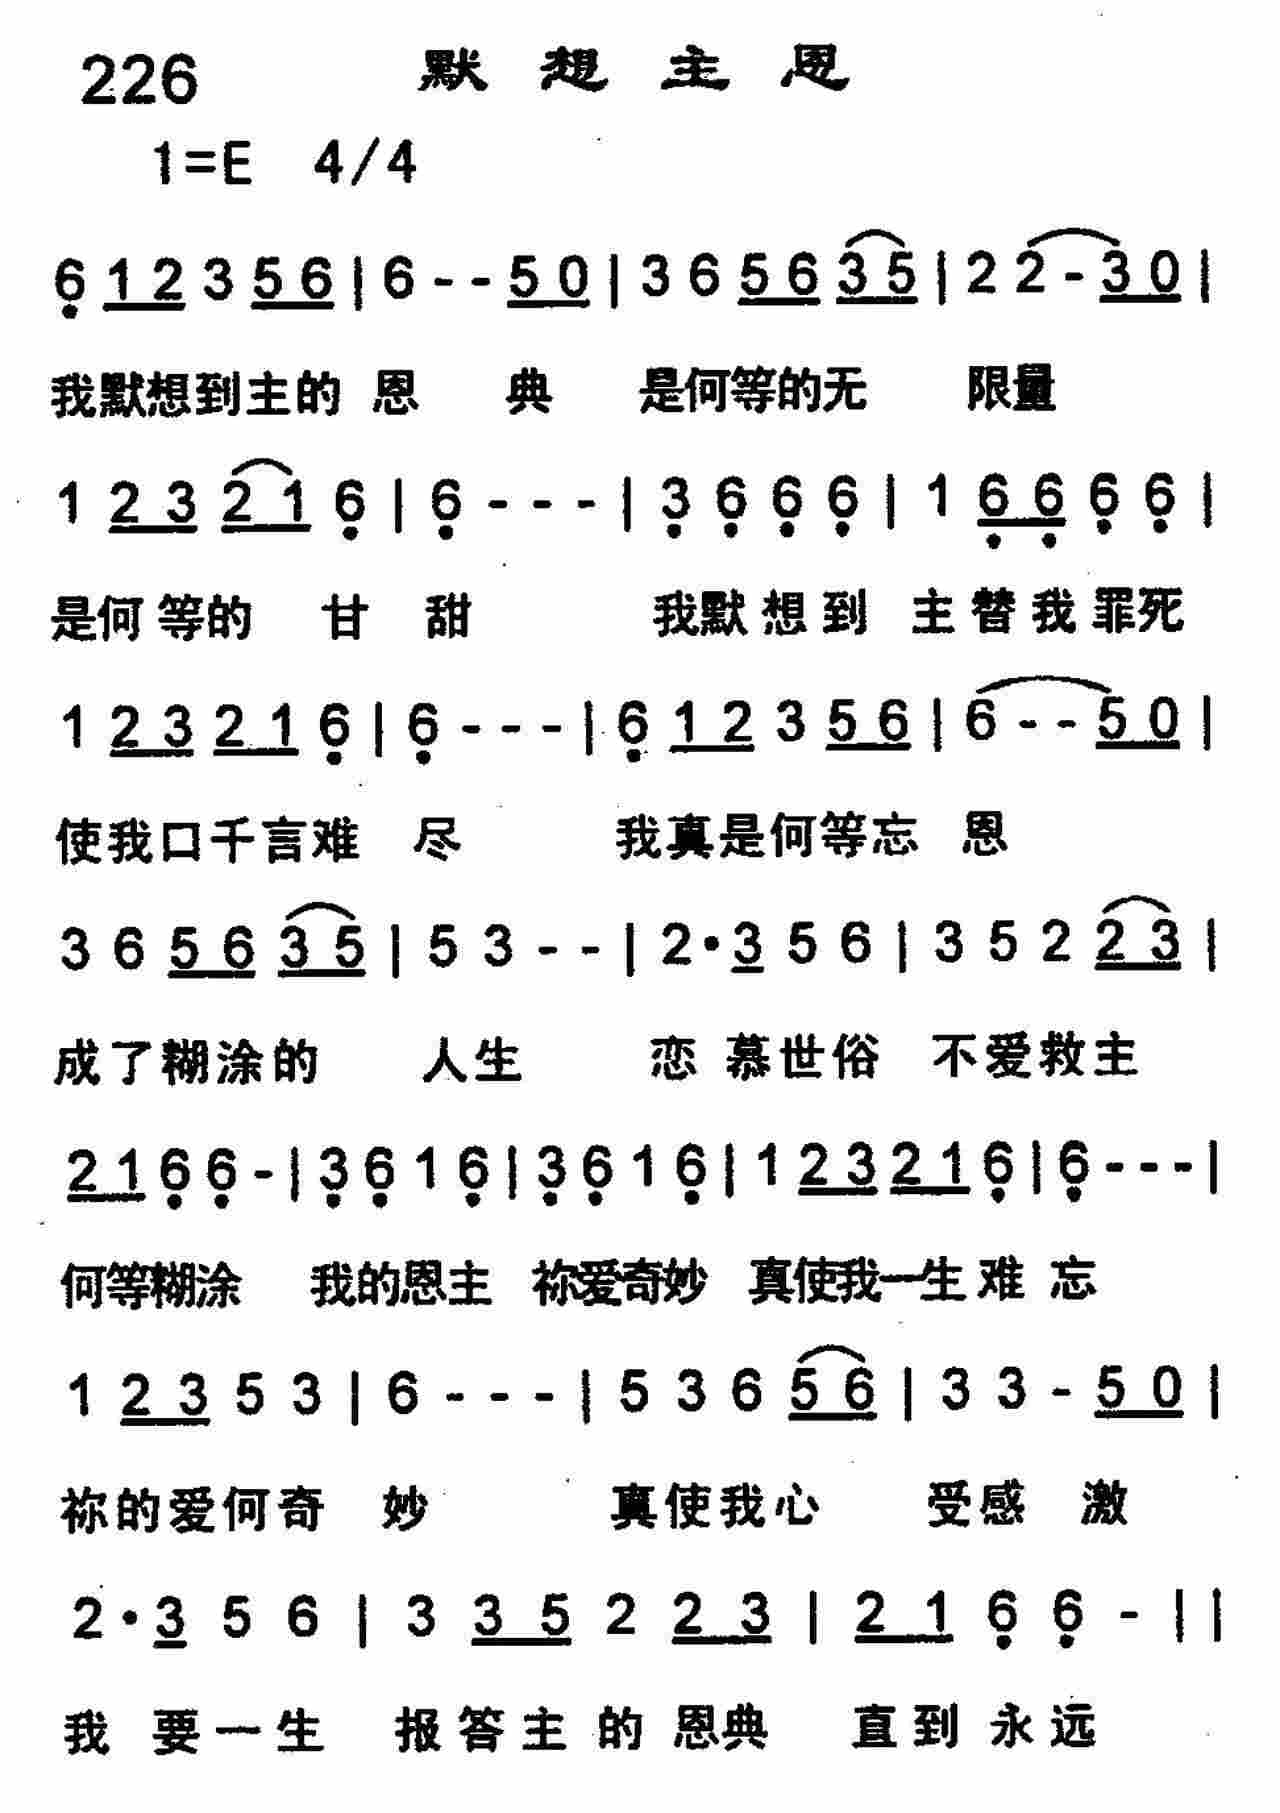 226 默想主恩
1=E 4/4
6̣ 1 2 3 5 6 | 6 - - 5 0 | 3 6 5 6 3 5 | 2 2 - 3 0 |
我默想到主的 恩 典 是何等的无 限量
1 2 3 2 1 6̣ | 6̣ - - - | 3̣ 6̣ 6̣ 6̣ | 1 6̣ 6̣ 6̣ 6̣ |
是何等的 甘 甜 我默想到 主替我罪死
1 2 3 2 1 6̣ | 6̣ - - - | 6̣ 1 2 3 5 6 | 6 - - 5 0 |
使我口千言难 尽 我真是何等忘 恩
3 6 5 6 3 5 | 5 3 - - | 2 · 3 5 6 | 3 5 2 2 3 |
成了糊涂的 人生 恋慕世俗 不爱救主
2 1 6̣ 6̣ - | 3̣ 6̣ 1 6̣ | 3̣ 6̣ 1 6̣ | 1 2 3 2 1 6̣ | 6̣ - - - |
何等糊涂 我的恩主 祢爱奇妙 真使我一生难 忘
1 2 3 5 3 | 6 - - - | 5 3 6 5 6 | 3 3 - 5 0 |
祢的爱何奇 妙 真使我心 受感 激
2 · 3 5 6 | 3 3 5 2 2 3 | 2 1 6̣ 6̣ - | |
我 要一生 报答主的恩典 直到永远